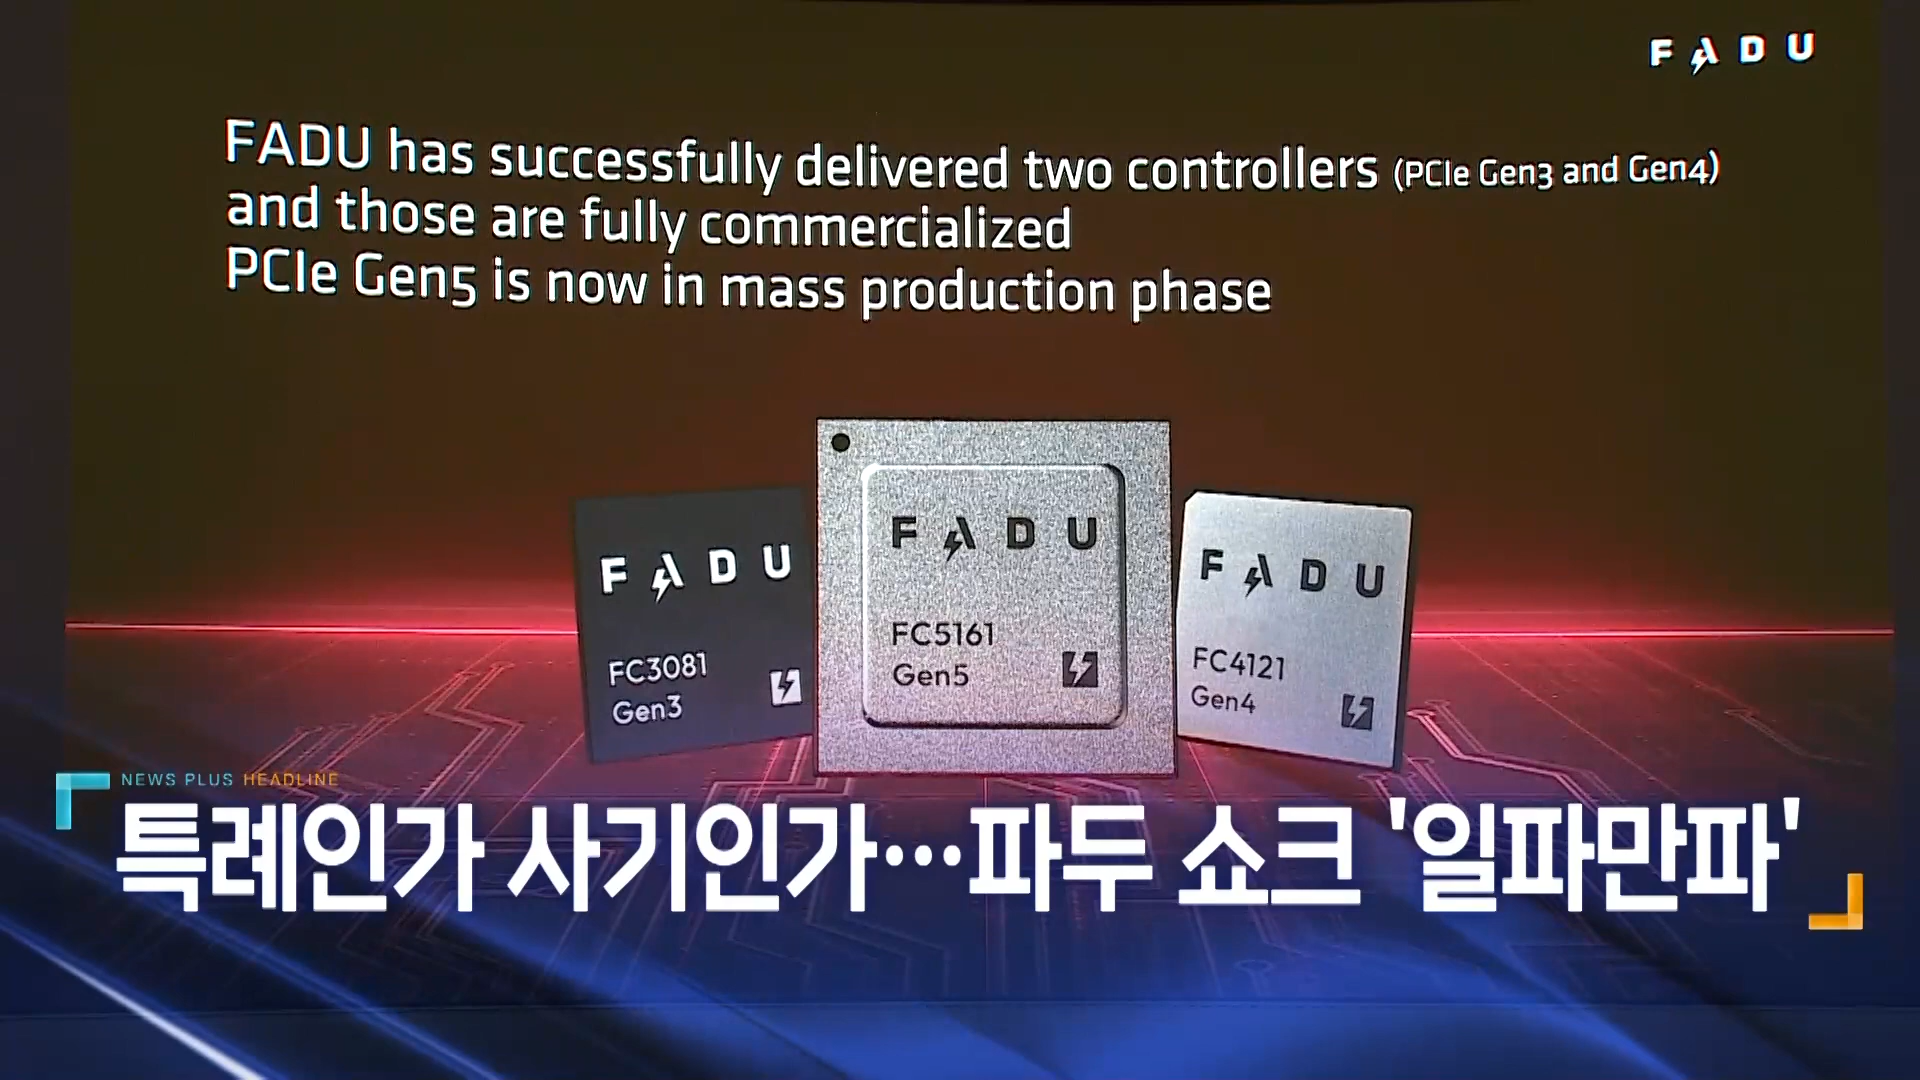 FADU
FADU has successfully delivered two controllers (PCIe Gen3 and Gen4)
and those are fully commercialized
PCIe Gen5 is now in mass production phase
FADU
FC3081
Gen3
FADU
FC5161
Gen5
FADU
FC4121
Gen4
NEWS PLUS HEADLINE
특례인가 사기인가…파두 쇼크 '일파만파'